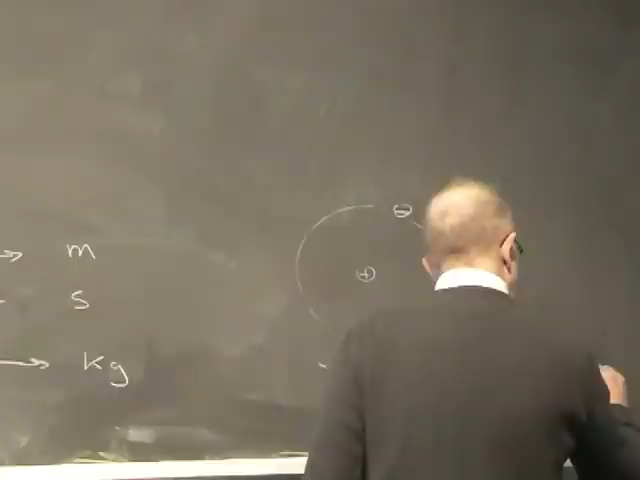 → m
→ s
→ kg
⊖
⊕